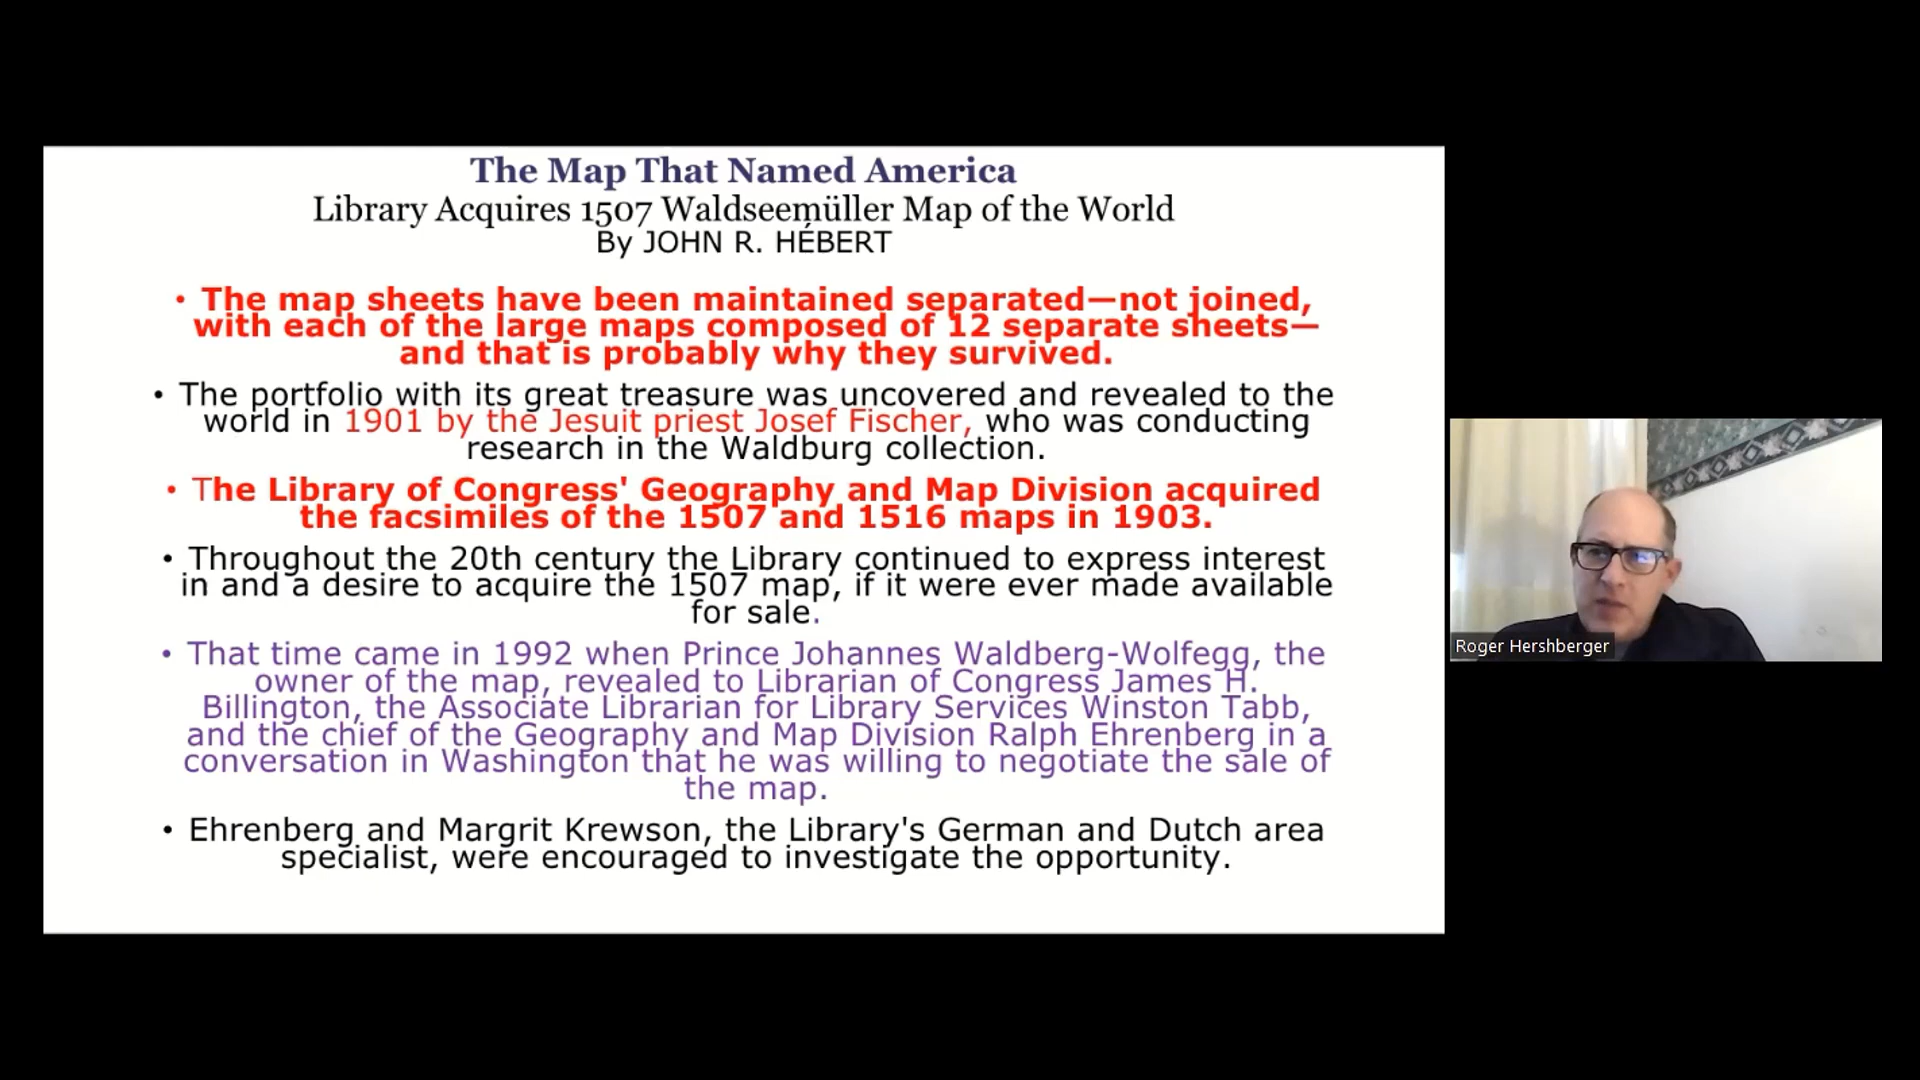 The Map That Named America
Library Acquires 1507 Waldseemüller Map of the World
By JOHN R. HÉBERT
• The map sheets have been maintained separated—not joined,
with each of the large maps composed of 12 separate sheets—
and that is probably why they survived.
• The portfolio with its great treasure was uncovered and revealed to the
world in 1901 by the Jesuit priest Josef Fischer, who was conducting
research in the Waldburg collection.
• The Library of Congress' Geography and Map Division acquired
the facsimiles of the 1507 and 1516 maps in 1903.
• Throughout the 20th century the Library continued to express interest
in and a desire to acquire the 1507 map, if it were ever made available
for sale.
• That time came in 1992 when Prince Johannes Waldberg-Wolfegg, the
owner of the map, revealed to Librarian of Congress James H.
Billington, the Associate Librarian for Library Services Winston Tabb,
and the chief of the Geography and Map Division Ralph Ehrenberg in a
conversation in Washington that he was willing to negotiate the sale of
the map.
• Ehrenberg and Margrit Krewson, the Library's German and Dutch area
specialist, were encouraged to investigate the opportunity.
Roger Hershberger